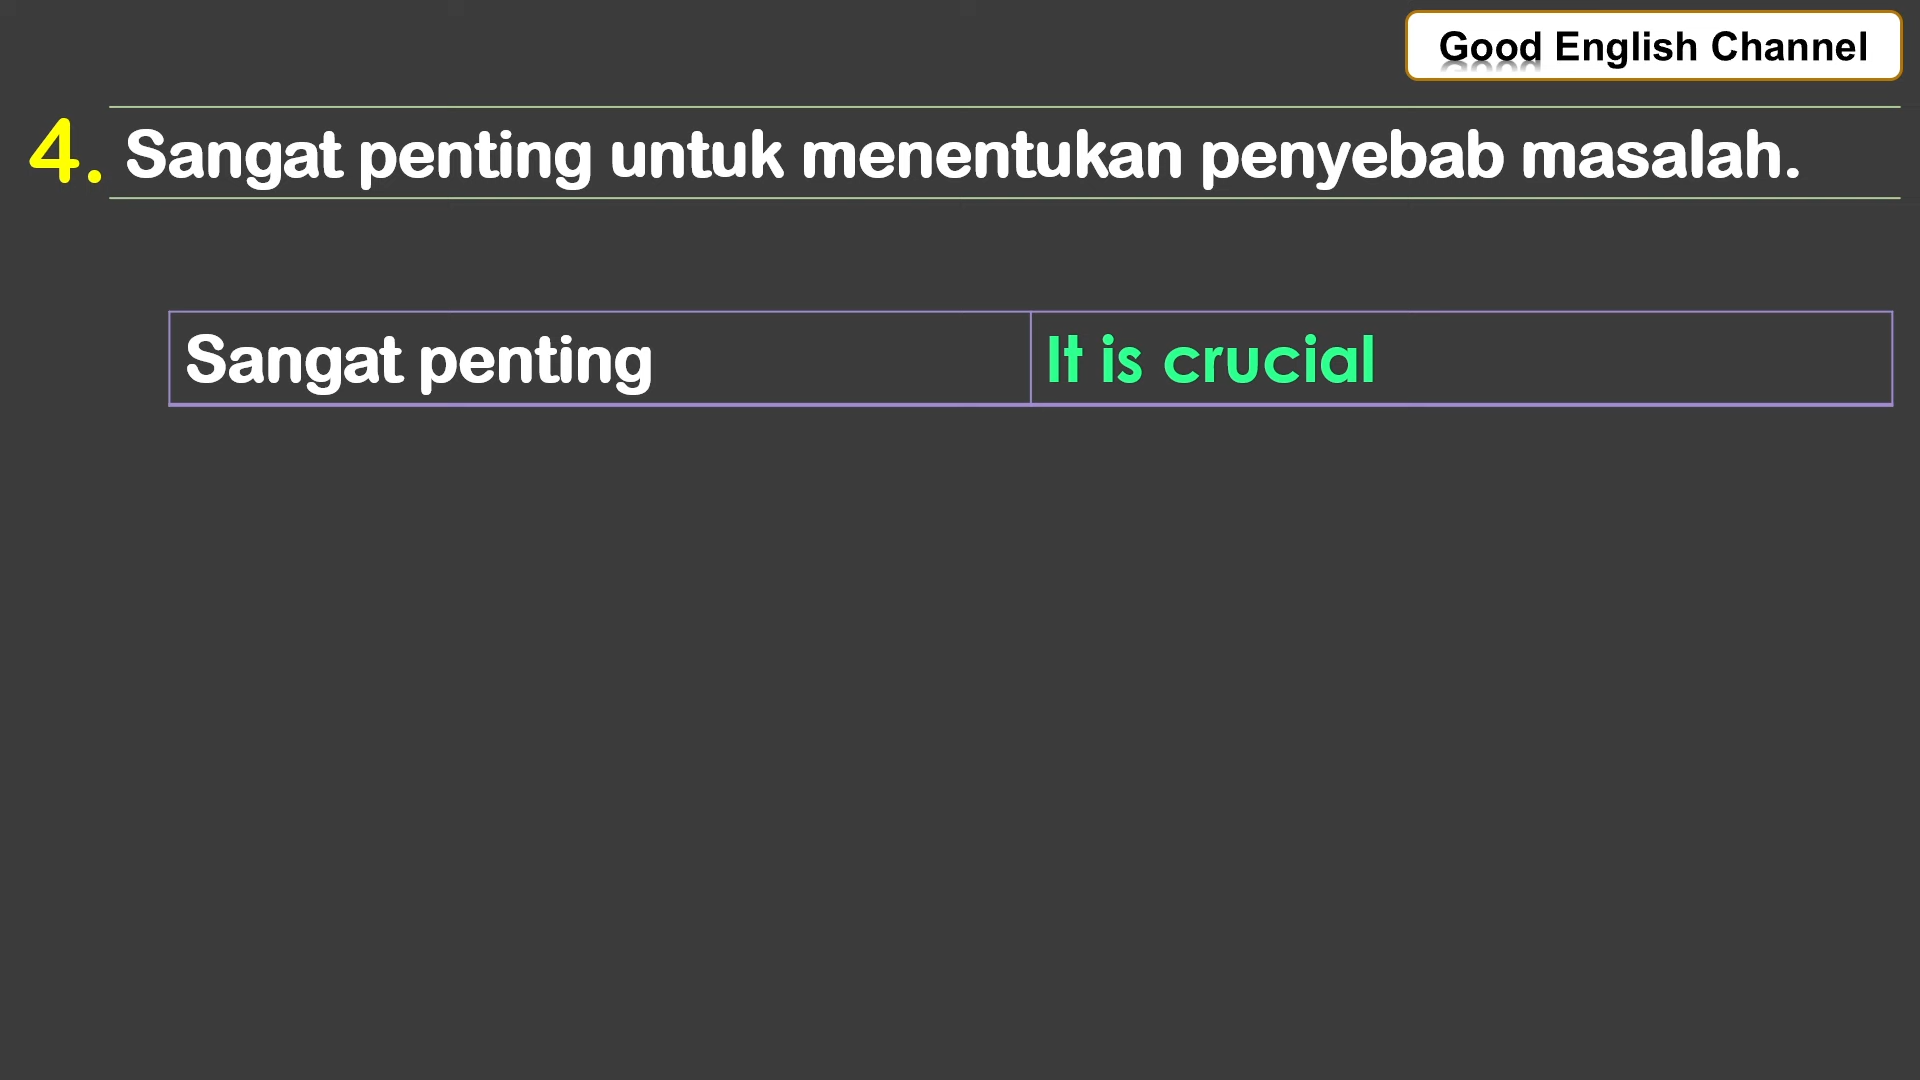 Good English Channel
4. Sangat penting untuk menentukan penyebab masalah.
Sangat penting
It is crucial